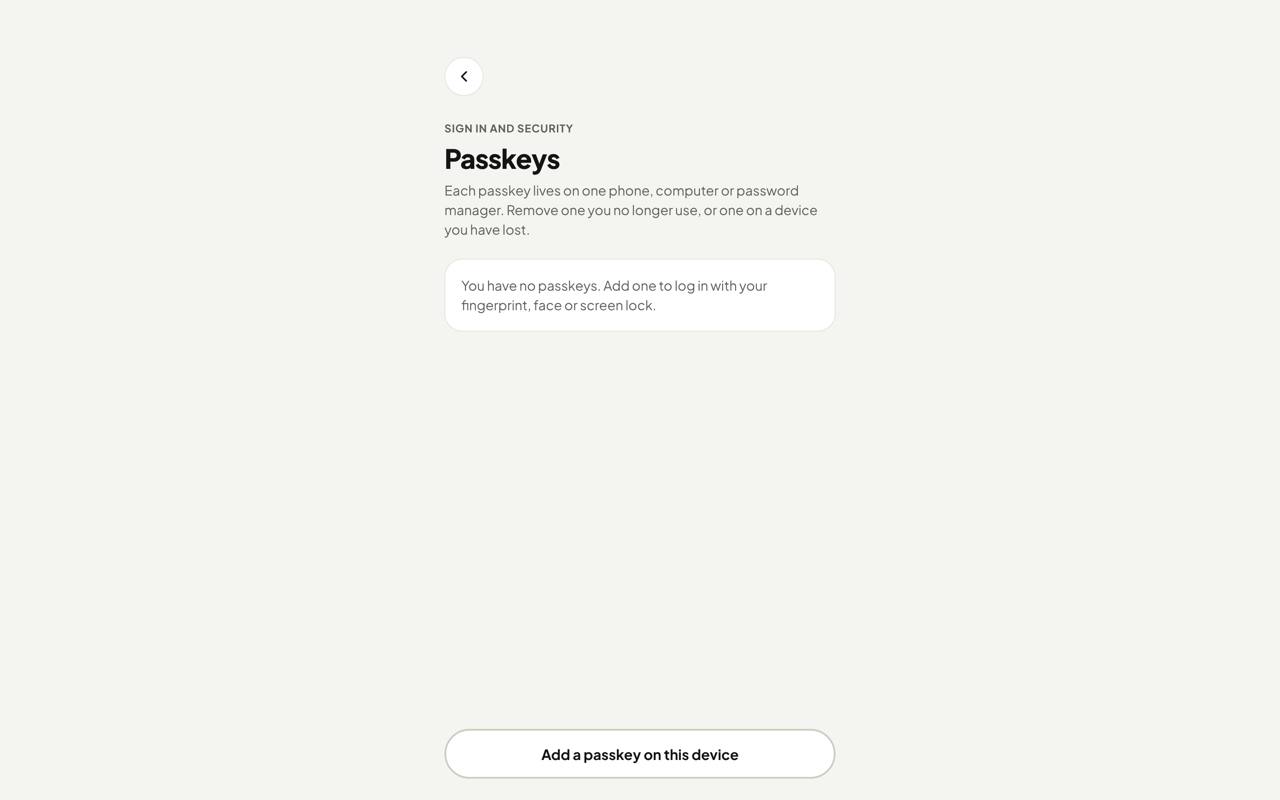 SIGN IN AND SECURITY
Passkeys
Each passkey lives on one phone, computer or password
manager. Remove one you no longer use, or one on a device
you have lost.
You have no passkeys. Add one to log in with your
fingerprint, face or screen lock.
Add a passkey on this device